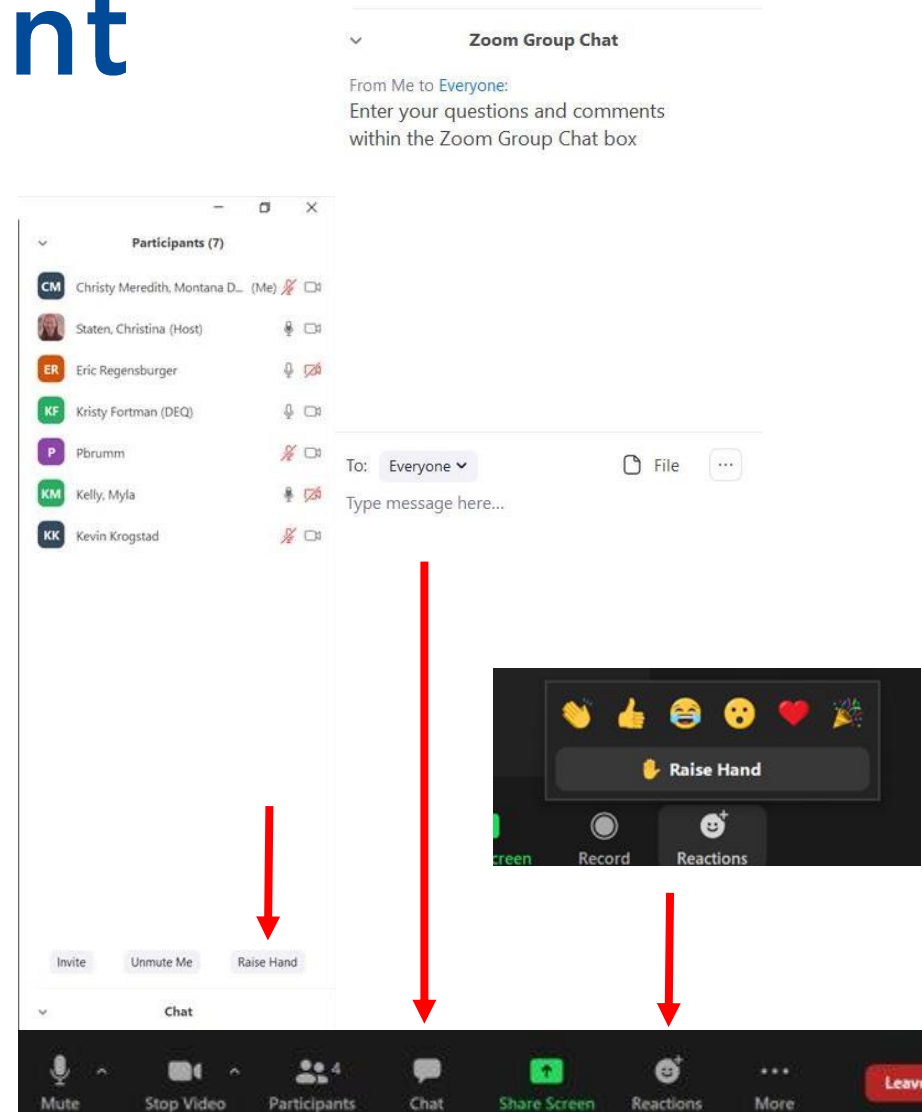 nt
Zoom Group Chat
From Me to Everyone:
Enter your questions and comments
within the Zoom Group Chat box
Participants (7)
CM Christy Meredith, Montana D... (Me)
Staten, Christina (Host)
ER Eric Regensburger
KF Kristy Fortman (DEQ)
P Pbrumm
KM Kelly, Myla
KK Kevin Krogstad
To: Everyone File ...
Type message here...
Raise Hand
creen Record Reactions
Invite Unmute Me Raise Hand
Chat
4
Mute Stop Video Participants Chat Share Screen Reactions More Leave